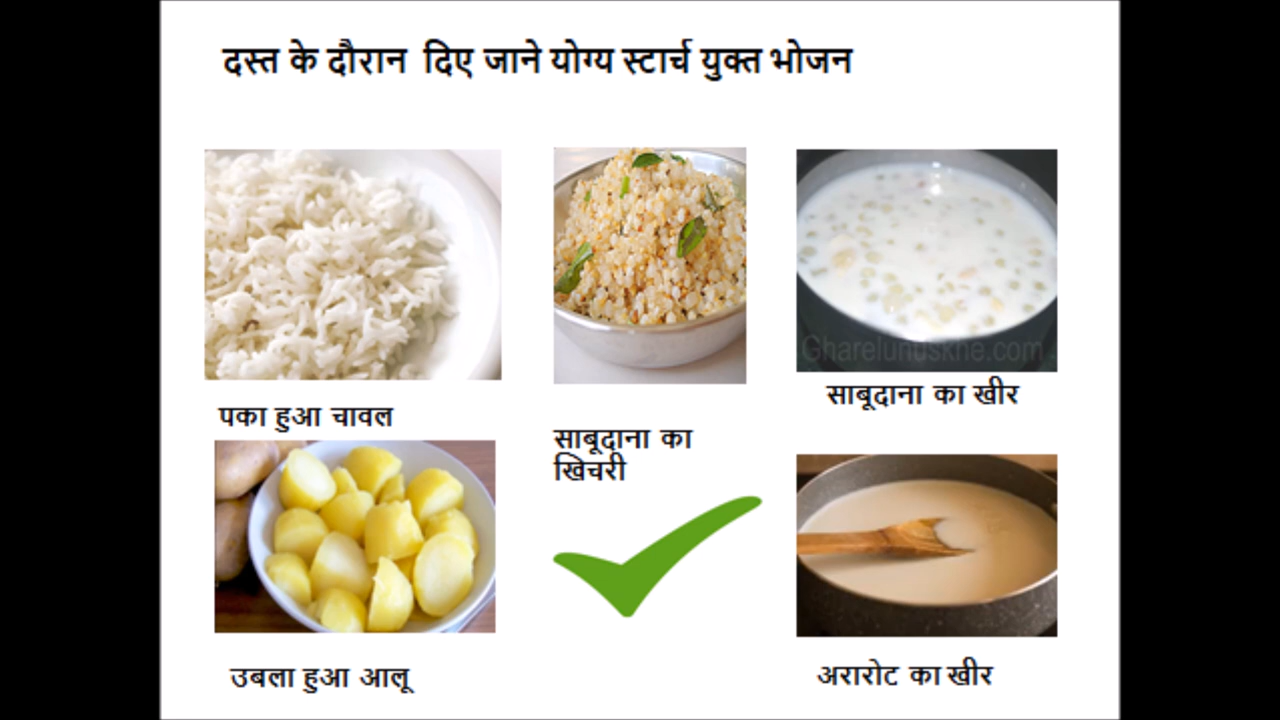 दस्त के दौरान दिए जाने योग्य स्टार्च युक्त भोजन
पका हुआ चावल
साबूदाना का
खिचरी
Gharelunuskhe.com
साबूदाना का खीर
उबला हुआ आलू
अरारोट का खीर